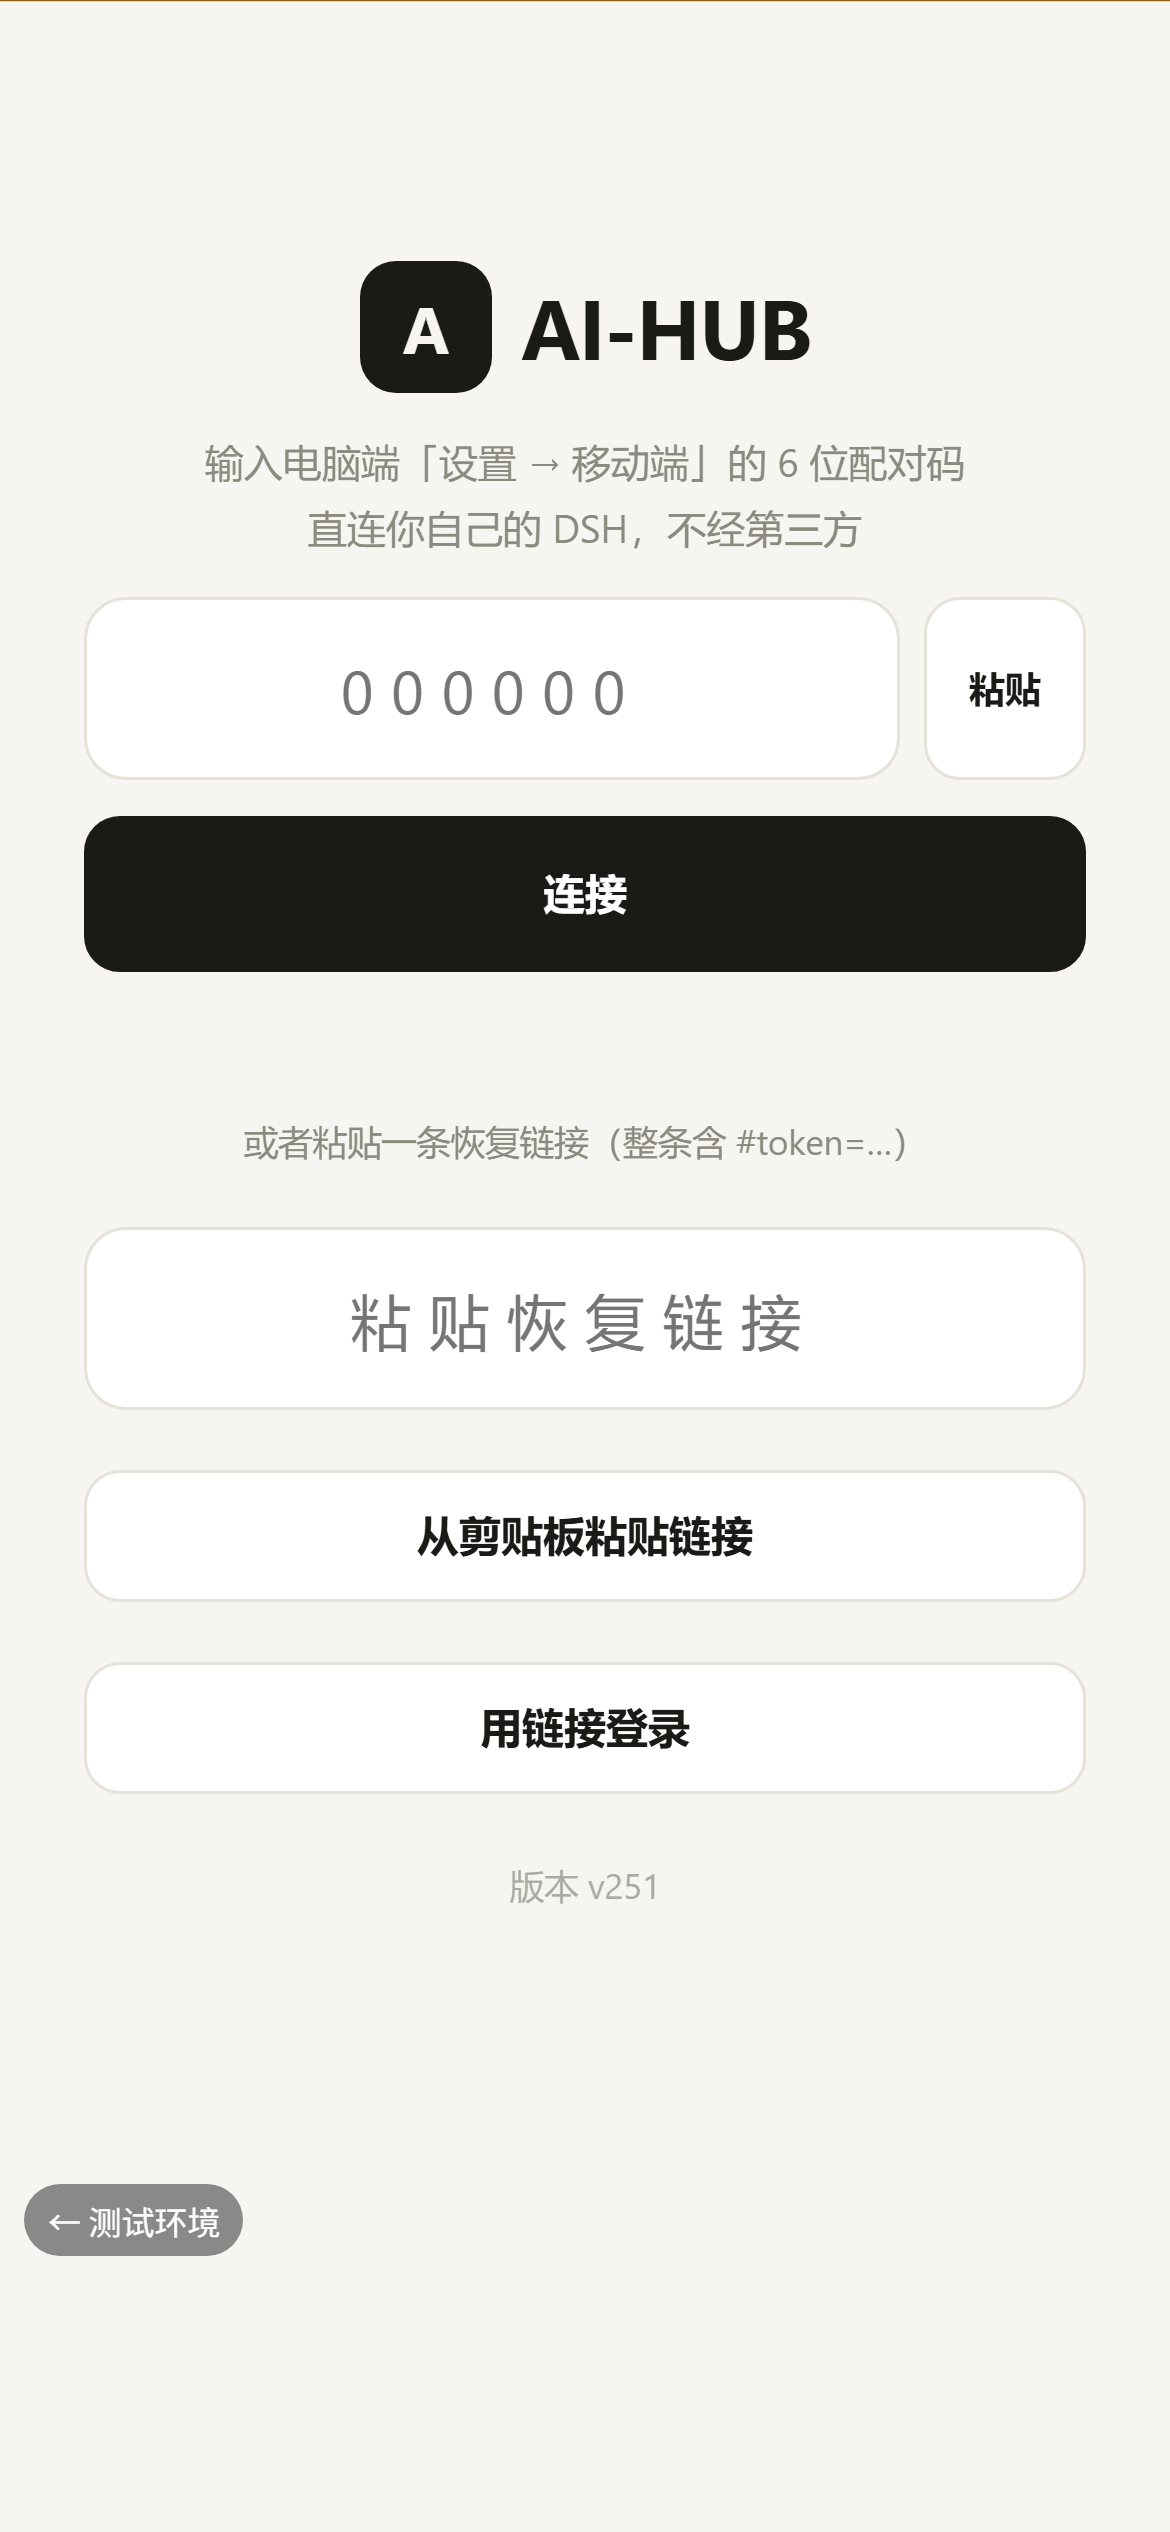 A AI-HUB
输入电脑端「设置 → 移动端」的 6 位配对码
直连你自己的 DSH，不经第三方
000000 粘贴
连接
或者粘贴一条恢复链接（整条含 #token=...）
粘贴恢复链接
从剪贴板粘贴链接
用链接登录
版本 v251
← 测试环境